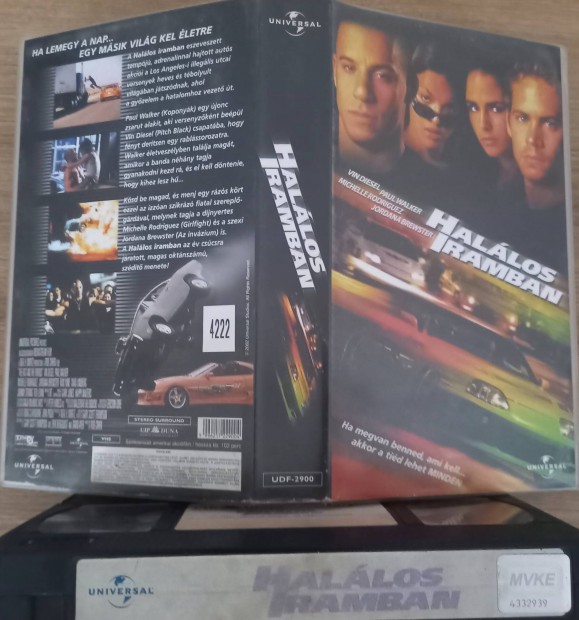 HA LEMEGY A NAP...
EGY MÁSIK VILÁG KEL ÉLETRE
A Halálos iramban eszeveszett
tempójú, adrenalinnal hajtott autós
akció a Los Angeles-i illegális utcai
versenyek heves és tébolyult
világában játszódnak, ahol
a győzelem a hatalomhoz vezető út.
Paul Walker (Koponyák) egy újonc
zsarut alakít, aki versenyzőként beépül
Vin Diesel (Pitch Black) csapatába, hogy
fényt derítsen egy rablássorozatra.
Walker életveszélyben találja magát,
amikor a banda néhány tagja
gyanakodni kezd rá, és el kell döntenie,
hogy kihez lesz hű...
Kösd be magad, és menj egy rázós kört
ezzel az izzóan szikrázó fiatal szereplő-
gárdával, melynek tagja a díjnyertes
Michelle Rodriguez (Girlfight) és a szexi
Jordana Brewster (Az invázium) is.
A Halálos iramban az év csúcsra
járatott, magas oktánszámú,
szédítő menete!
4222
STEREO SURROUND
UIP DUNA
VHS
UNIVERSAL
UNIVERSAL
HALÁLOS
IRAMBAN
UDF-2900
VIN DIESEL PAUL WALKER
MICHELLE RODRIGUEZ
JORDANA BREWSTER
HALÁLOS
IRAMBAN
Ha megvan benned, ami kell...
akkor a tiéd lehet MINDEN.
UNIVERSAL
UNIVERSAL
HALÁLOS
IRAMBAN
MVKE
4332939